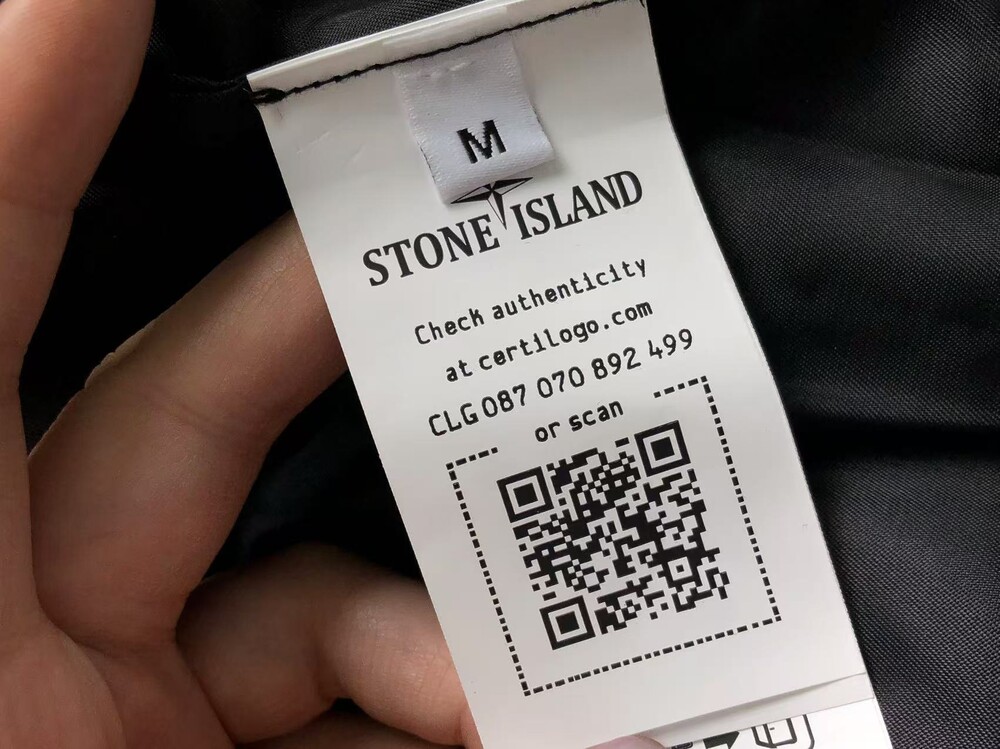 M
STONE ISLAND
Check authenticity
at certilogo.com
CLG 087 070 892 499
or scan